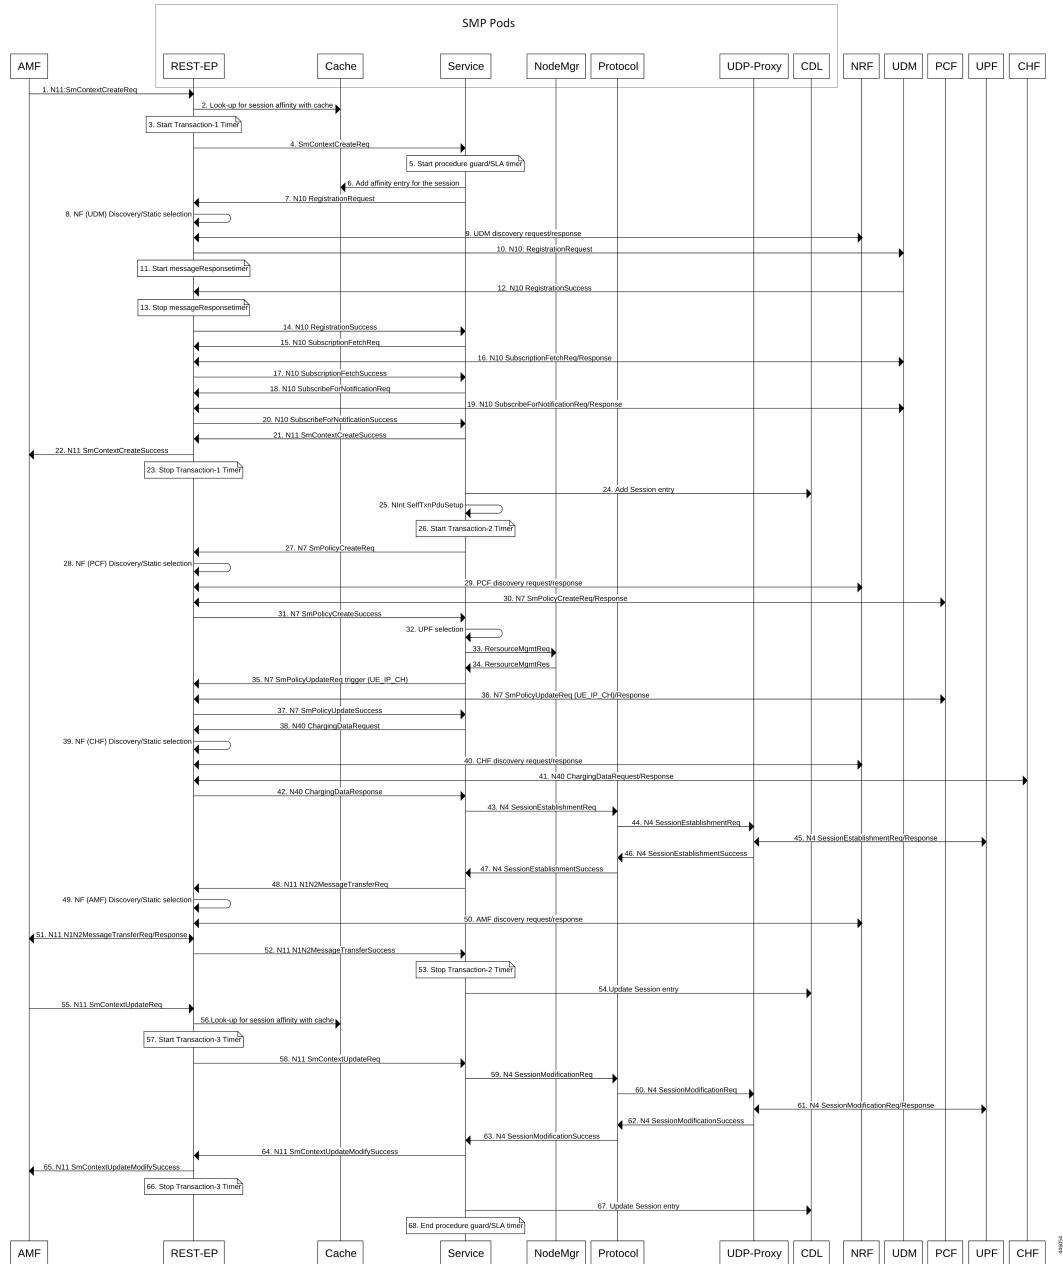 SMP Pods
AMF
REST-EP
Cache
Service
NodeMgr
Protocol
UDP-Proxy
CDL
NRF
UDM
PCF
UPF
CHF
1. N11:SmContextCreateReq
2. Look-up for session affinity with cache
3. Start Transaction-1 Timer
4. SmContextCreateReq
5. Start procedure guard/SLA timer
6. Add affinity entry for the session
7. N10 RegistrationRequest
8. NF (UDM) Discovery/Static selection
9. UDM discovery request/response
10. N10: RegistrationRequest
11. Start messageResponsetimer
12. N10 RegistrationSuccess
13. Stop messageResponsetimer
14. N10 RegistrationSuccess
15. N10 SubscriptionFetchReq
16. N10 SubscriptionFetchReq/Response
17. N10 SubscriptionFetchSuccess
18. N10 SubscribeForNotificationReq
19. N10 SubscribeForNotificationReq/Response
20. N10 SubscribeForNotificationSuccess
21. N11 SmContextCreateSuccess
22. N11 SmContextCreateSuccess
23. Stop Transaction-1 Timer
24. Add Session entry
25. NInt SelfTxnPduSetup
26. Start Transaction-2 Timer
27. N7 SmPolicyCreateReq
28. NF (PCF) Discovery/Static selection
29. PCF discovery request/response
30. N7 SmPolicyCreateReq/Response
31. N7 SmPolicyCreateSuccess
32. UPF selection
33. RersourceMgmtReq
34. RersourceMgmtRes
35. N7 SmPolicyUpdateReq trigger (UE_IP_CH)
36. N7 SmPolicyUpdateReq (UE_IP_CH)/Response
37. N7 SmPolicyUpdateSuccess
38. N40 ChargingDataRequest
39. NF (CHF) Discovery/Static selection
40. CHF discovery request/response
41. N40 ChargingDataRequest/Response
42. N40 ChargingDataResponse
43. N4 SessionEstablishmentReq
44. N4 SessionEstablishmentReq
45. N4 SessionEstablishmentReq/Response
46. N4 SessionEstablishmentSuccess
47. N4 SessionEstablishmentSuccess
48. N11 N1N2MessageTransferReq
49. NF (AMF) Discovery/Static selection
50. AMF discovery request/response
51. N11 N1N2MessageTransferReq/Response
52. N11 N1N2MessageTransferSuccess
53. Stop Transaction-2 Timer
54.Update Session entry
55. N11 SmContextUpdateReq
56.Look-up for session affinity with cache
57. Start Transaction-3 Timer
58. N11 SmContextUpdateReq
59. N4 SessionModificationReq
60. N4 SessionModificationReq
61. N4 SessionModificationReq/Response
62. N4 SessionModificationSuccess
63. N4 SessionModificationSuccess
64. N11 SmContextUpdateModifySuccess
65. N11 SmContextUpdateModifySuccess
66. Stop Transaction-3 Timer
67. Update Session entry
68. End procedure guard/SLA timer
AMF
REST-EP
Cache
Service
NodeMgr
Protocol
UDP-Proxy
CDL
NRF
UDM
PCF
UPF
CHF